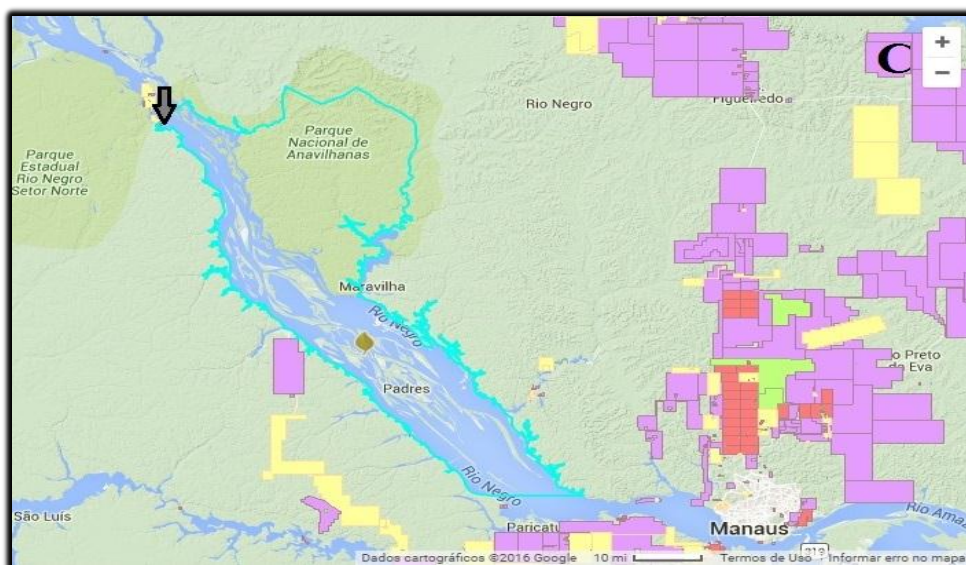 C
+
−
Rio Negro
Figueiredo
Parque
Nacional de
Anavilhanas
Parque
Estadual
Rio Negro
Setor Norte
Maravilha
Rio Negro
Padres
o Preto
da Eva
Rio Negro
São Luís
Paricatu
Manaus
Rio Amaz
319
Dados cartográficos ©2016 Google
10 mi
Termos de Uso
Informar erro no mapa